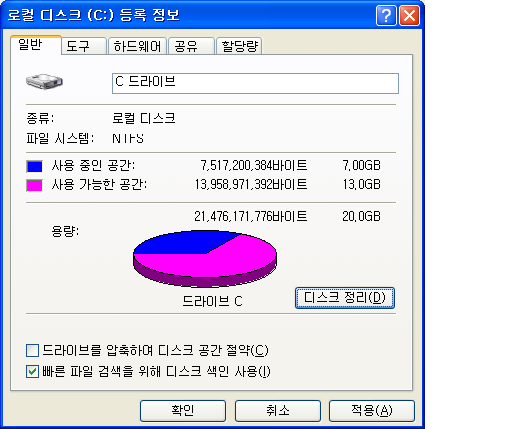 로컬 디스크 (C:) 등록 정보
일반 도구 하드웨어 공유 할당량
C 드라이브
종류: 로컬 디스크
파일 시스템: NTFS
사용 중인 공간: 7,517,200,384바이트 7,00GB
사용 가능한 공간: 13,958,971,392바이트 13,0GB
21,476,171,776바이트 20,0GB
용량:
드라이브 C
디스크 정리(D)
드라이브를 압축하여 디스크 공간 절약(C)
빠른 파일 검색을 위해 디스크 색인 사용(I)
확인 취소 적용(A)